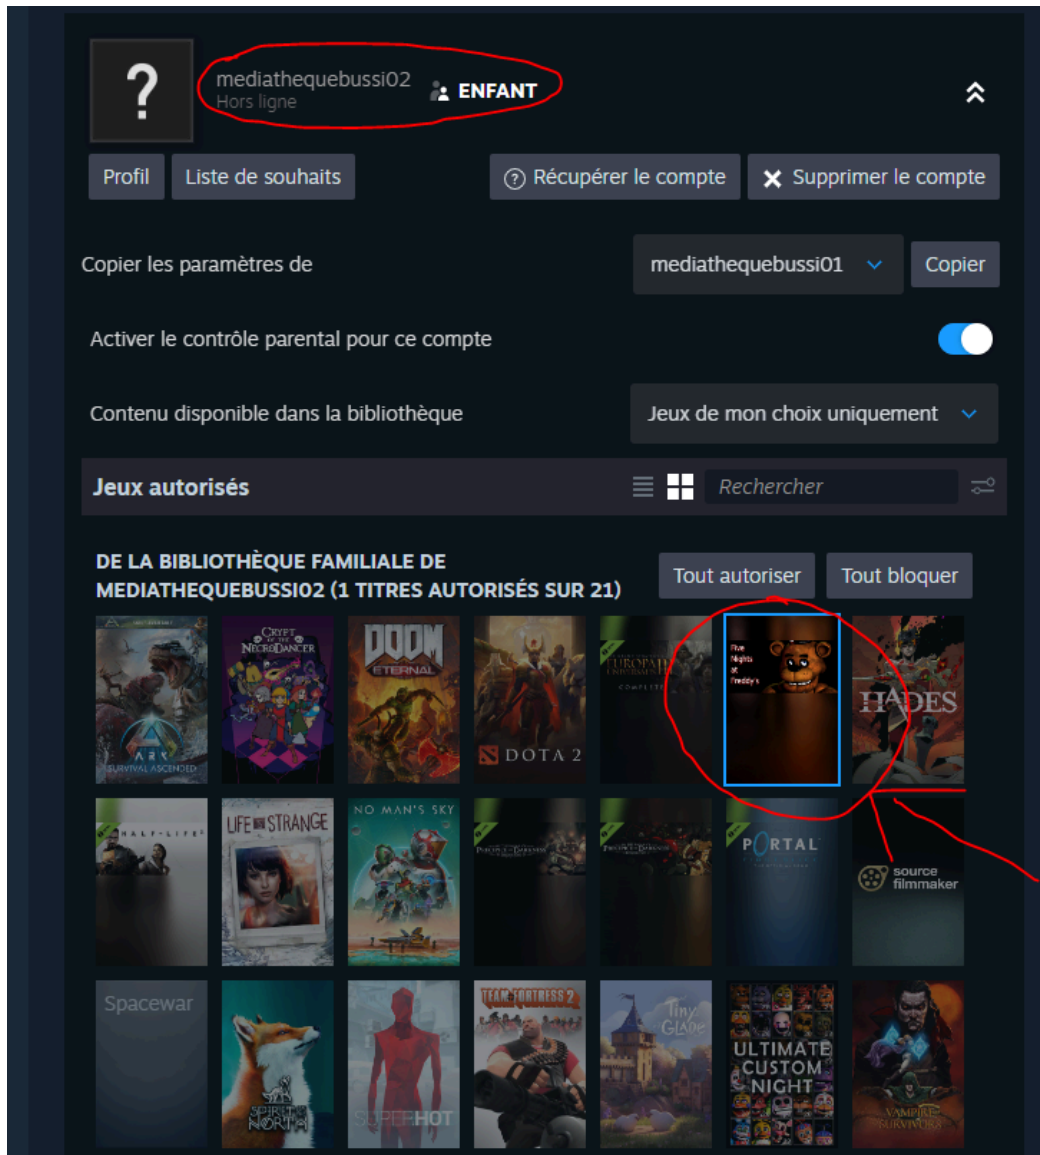 ?
mediathequebussi02 ENFANT
Hors ligne
Profil Liste de souhaits ? Récupérer le compte Supprimer le compte
Copier les paramètres de mediathequebussi01 Copier
Activer le contrôle parental pour ce compte
Contenu disponible dans la bibliothèque Jeux de mon choix uniquement
Jeux autorisés Rechercher
DE LA BIBLIOTHÈQUE FAMILIALE DE
MEDIATHEQUEBUSSI02 (1 TITRES AUTORISÉS SUR 21)
Tout autoriser Tout bloquer
ARK
SURVIVAL ASCENDED
CRYPT
OF THE
NECRODANCER
DOOM
ETERNAL
DOTA 2
EUROPA
COMPLETE
Five
Nights
at
Freddy's
HADES
HALF-LIFE 2
LIFE IS STRANGE
NO MAN'S SKY
PORTAL
source
filmmaker
Spacewar
SPIRIT
OF THE
NORTH
SUPERHOT
TEAM FORTRESS 2
Tiny
Glade
ULTIMATE
CUSTOM
NIGHT
VAMPIRE
SURVIVORS